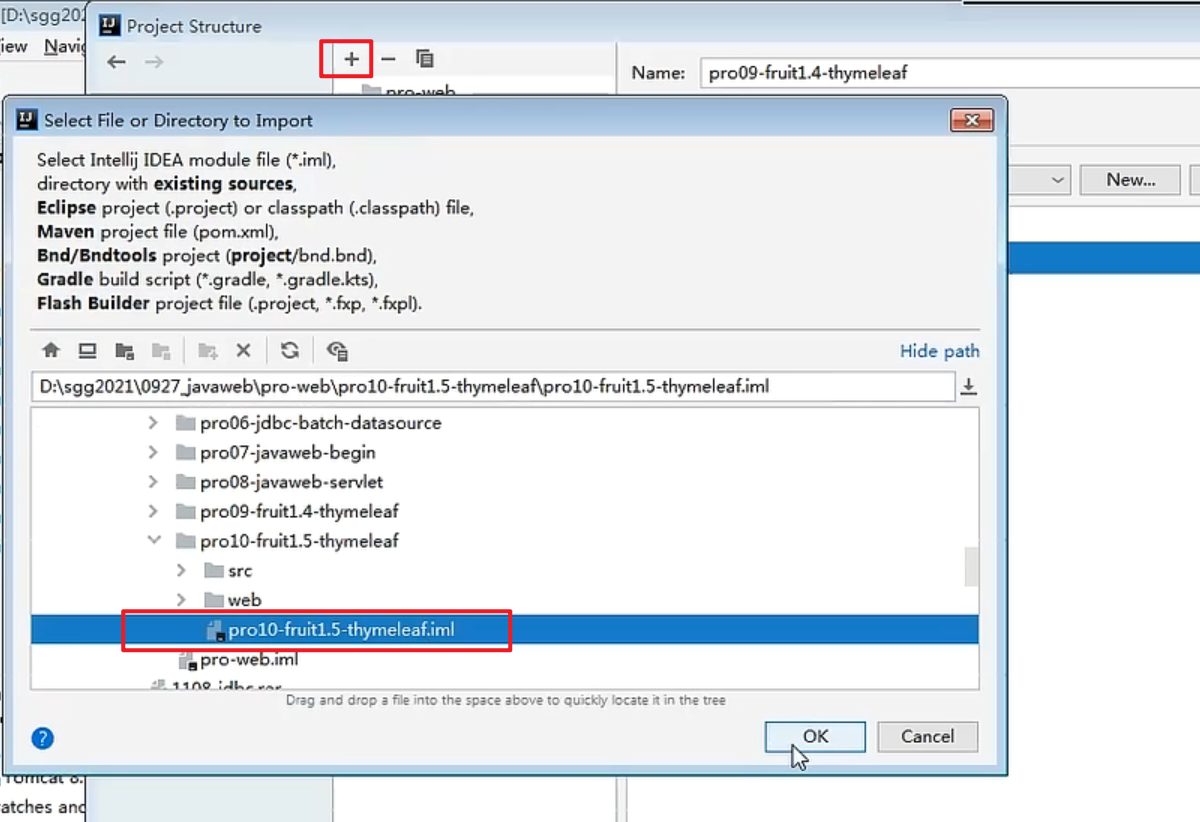 [D:\sgg202
Project Structure
iew Navig
Name: pro09-fruit1.4-thymeleaf
pro-web
Select File or Directory to Import
Select Intellij IDEA module file (*.iml),
directory with existing sources,
Eclipse project (.project) or classpath (.classpath) file,
Maven project file (pom.xml),
Bnd/Bndtools project (project/bnd.bnd),
Gradle build script (*.gradle, *.gradle.kts),
Flash Builder project file (.project, *.fxp, *.fxpl).
New...
Hide path
D:\sgg2021\0927_javaweb\pro-web\pro10-fruit1.5-thymeleaf\pro10-fruit1.5-thymeleaf.iml
pro06-jdbc-batch-datasource
pro07-javaweb-begin
pro08-javaweb-servlet
pro09-fruit1.4-thymeleaf
pro10-fruit1.5-thymeleaf
src
web
pro10-fruit1.5-thymeleaf.iml
pro-web.iml
1108-jdbc.rar
Drag and drop a file into the space above to quickly locate it in the tree
?
OK
Cancel
Tomcat 8.
atches and